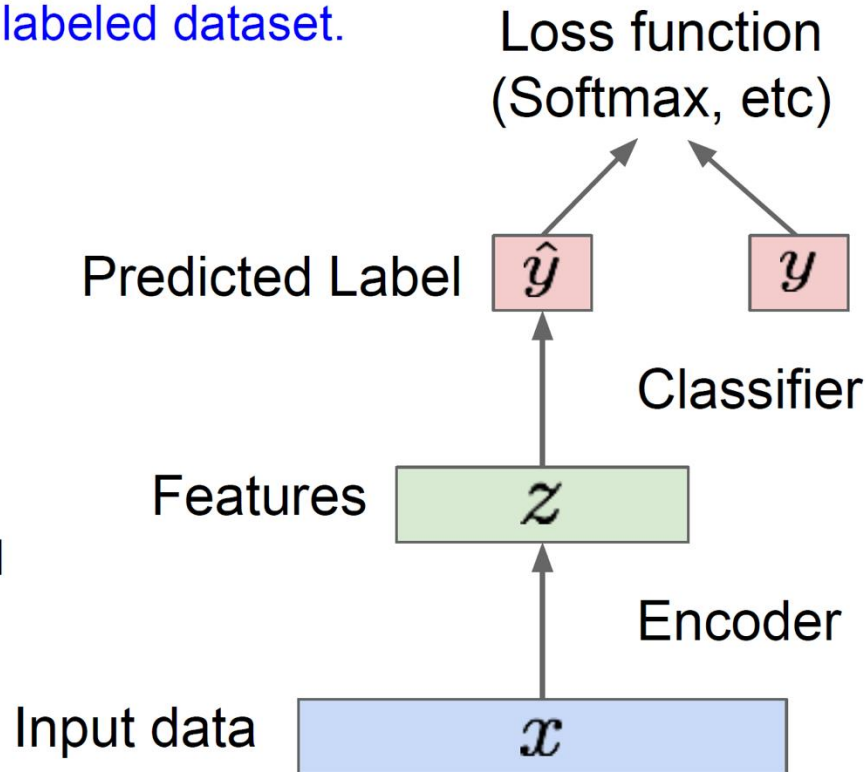 labeled dataset.
Loss function
(Softmax, etc)
Predicted Label
ŷ
y
Classifier
Features
z
Encoder
Input data
x